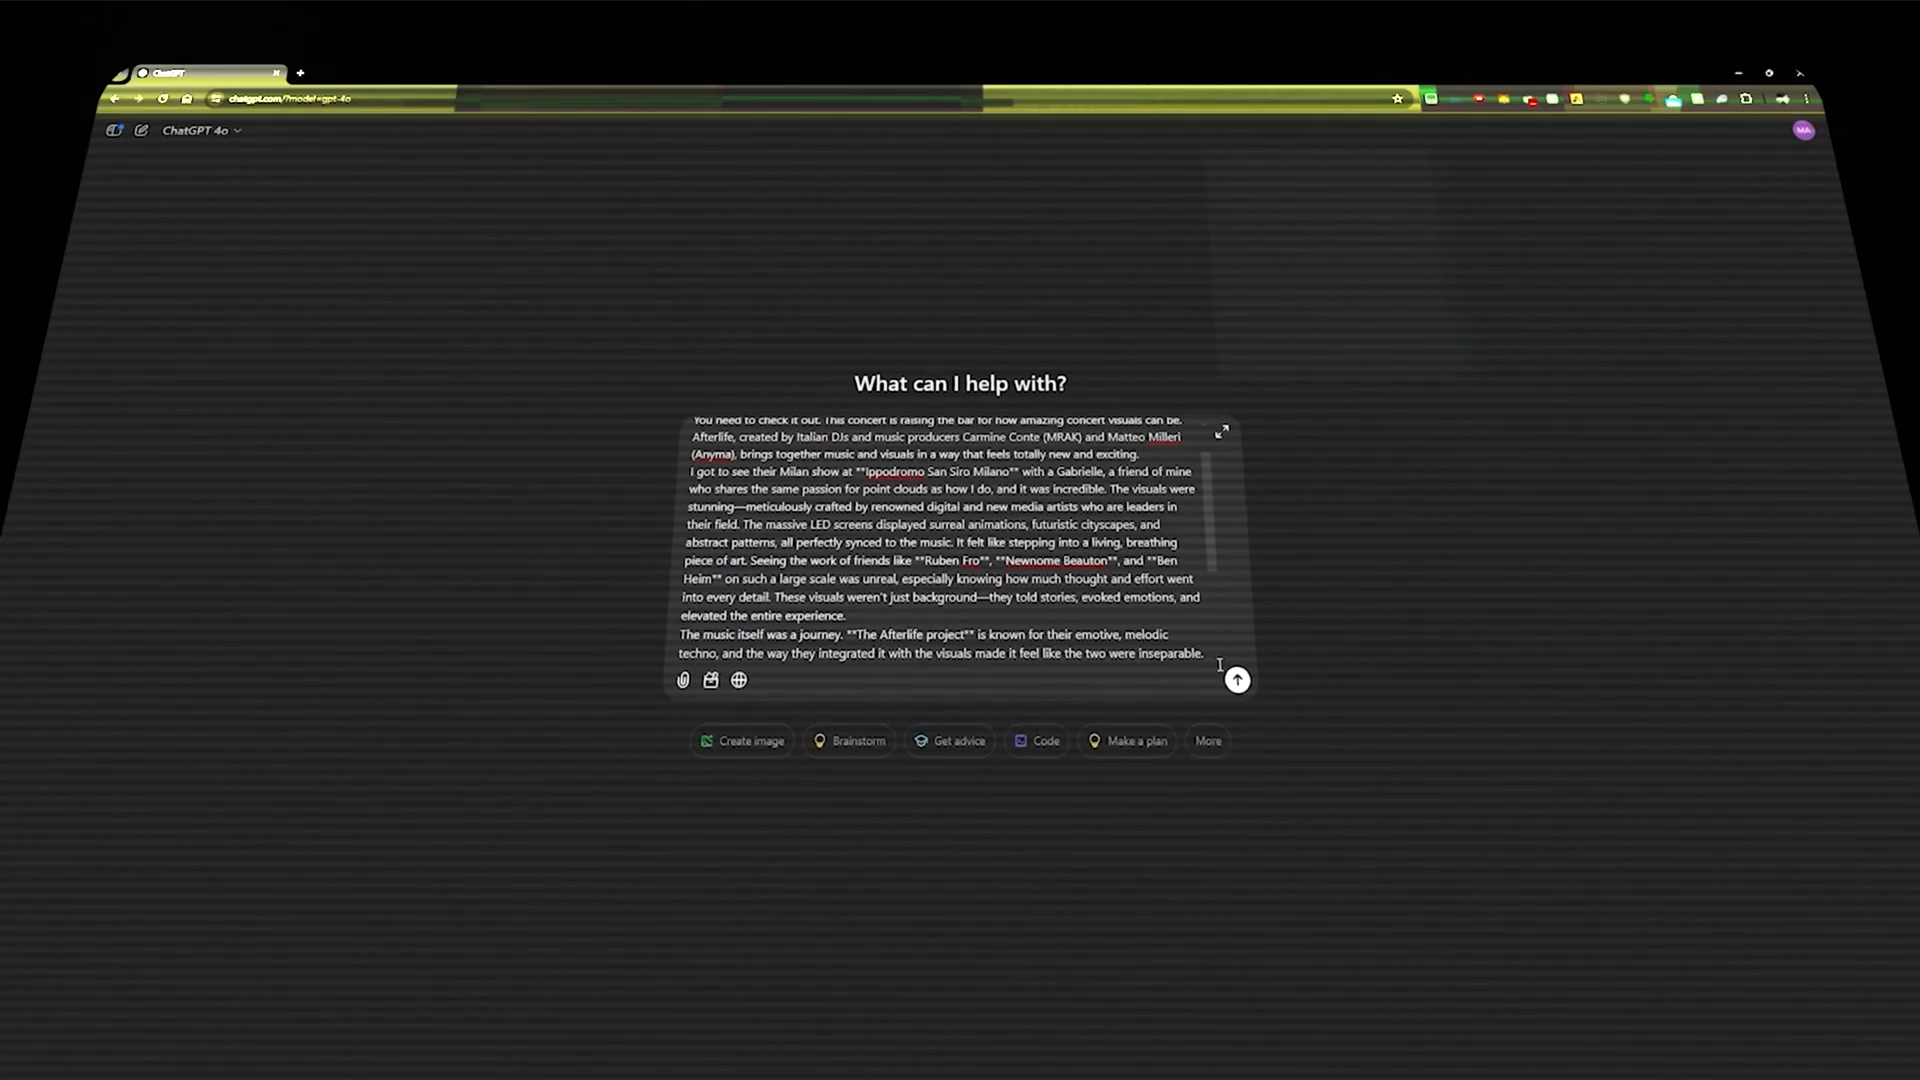 ChatGPT
chatgpt.com/?model=gpt-4o
ChatGPT 4o
MA
What can I help with?
You need to check it out. This concert is raising the bar for how amazing concert visuals can be.
Afterlife, created by Italian DJs and music producers Carmine Conte (MRAK) and Matteo Milleri
(Anyma), brings together music and visuals in a way that feels totally new and exciting.
I got to see their Milan show at **Ippodromo San Siro Milano** with a Gabrielle, a friend of mine
who shares the same passion for point clouds as how I do, and it was incredible. The visuals were
stunning—meticulously crafted by renowned digital and new media artists who are leaders in
their field. The massive LED screens displayed surreal animations, futuristic cityscapes, and
abstract patterns, all perfectly synced to the music. It felt like stepping into a living, breathing
piece of art. Seeing the work of friends like **Ruben Fro**, **Newnome Beauton**, and **Ben
Heim** on such a large scale was unreal, especially knowing how much thought and effort went
into every detail. These visuals weren't just background—they told stories, evoked emotions, and
elevated the entire experience.
The music itself was a journey. **The Afterlife project** is known for their emotive, melodic
techno, and the way they integrated it with the visuals made it feel like the two were inseparable.
Create image
Brainstorm
Get advice
Code
Make a plan
More